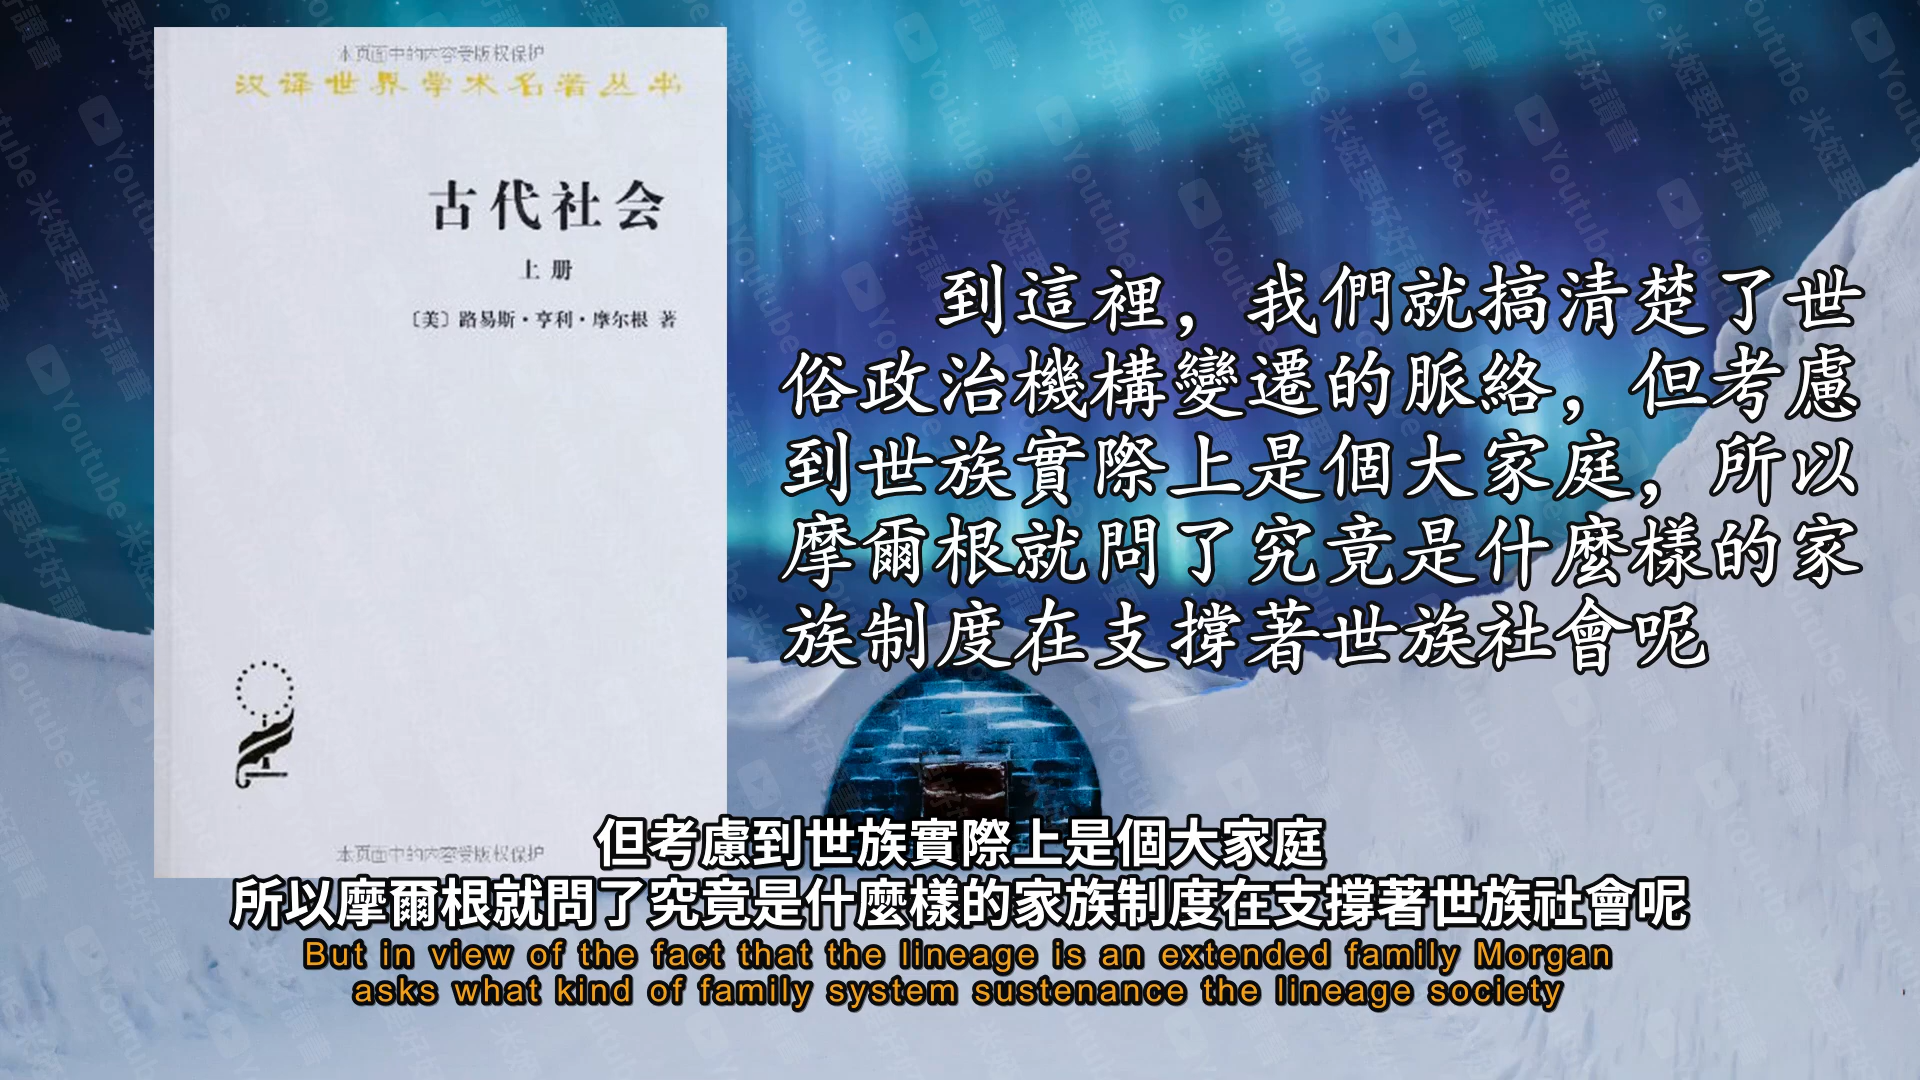 本页面中的内容受版权保护
汉译世界学术名著丛书
古代社会
上册
〔美〕路易斯·亨利·摩尔根 著
本页面中的内容受版权保护
到這裡，我們就搞清楚了世
俗政治機構變遷的脈絡，但考慮
到世族實際上是個大家庭，所以
摩爾根就問了究竟是什麼樣的家
族制度在支撐著世族社會呢
但考慮到世族實際上是個大家庭
所以摩爾根就問了究竟是什麼樣的家族制度在支撐著世族社會呢
But in view of the fact that the lineage is an extended family Morgan
asks what kind of family system sustenance the lineage society
Youtube 米婭要好好讀書